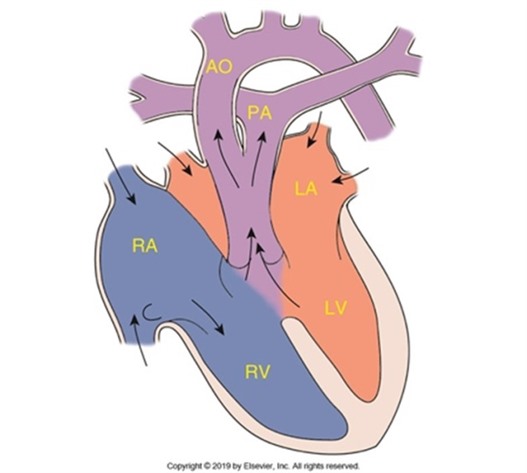 AO
PA
LA
RA
LV
RV
Copyright © 2019 by Elsevier, Inc. All rights reserved.